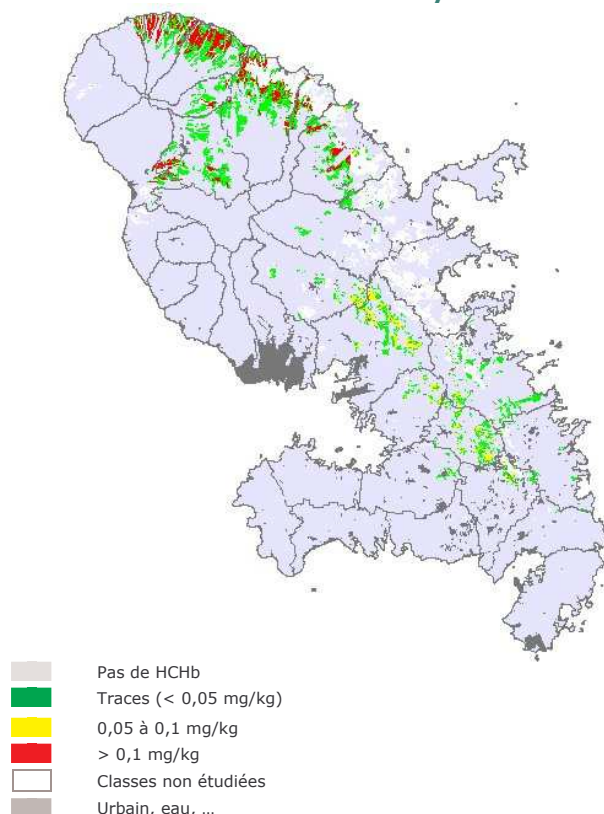 Pas de HCHb
Traces (< 0,05 mg/kg)
0,05 à 0,1 mg/kg
> 0,1 mg/kg
Classes non étudiées
Urbain, eau, …